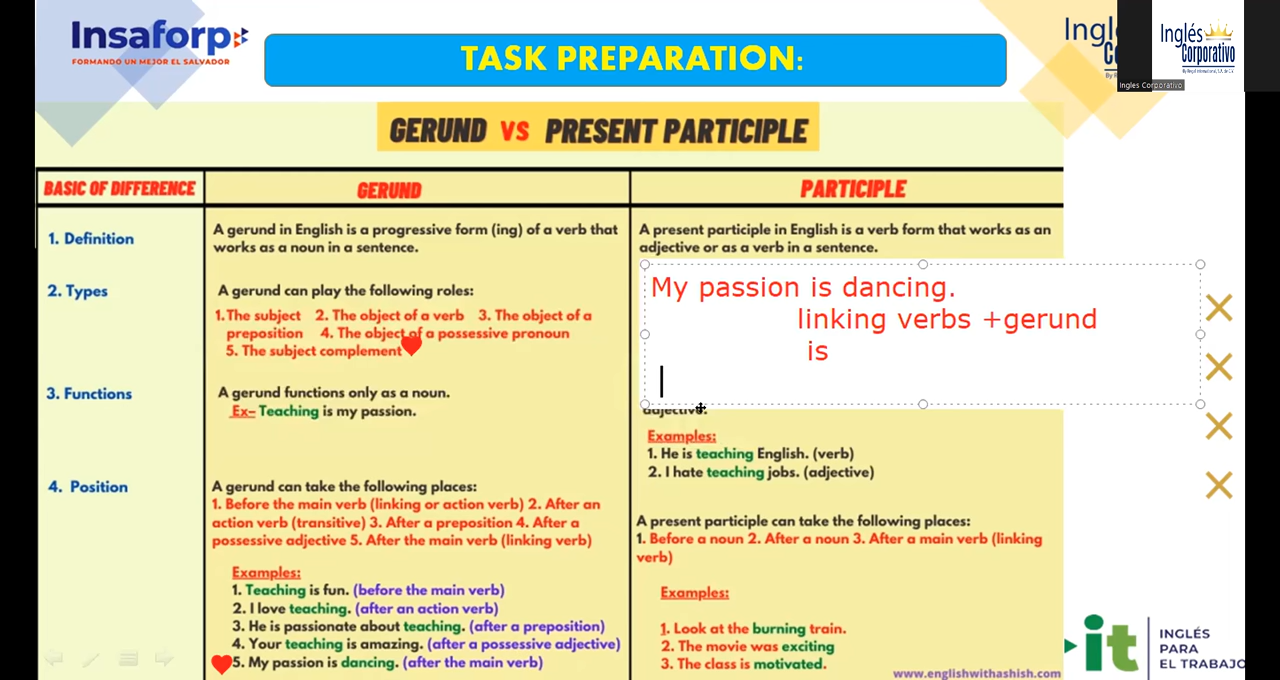 Insaforp
FORMANDO UN MEJOR EL SALVADOR
TASK PREPARATION:
Inglés
Corporativo
Ingles Corporativo
GERUND VS PRESENT PARTICIPLE
BASIC OF DIFFERENCE
GERUND
PARTICIPLE
1. Definition
A gerund in English is a progressive form (ing) of a verb that
works as a noun in a sentence.
A present participle in English is a verb form that works as an
adjective or as a verb in a sentence.
2. Types
A gerund can play the following roles:
1. The subject 2. The object of a verb 3. The object of a
preposition 4. The object of a possessive pronoun
5. The subject complement
My passion is dancing.
linking verbs +gerund
is
3. Functions
A gerund functions only as a noun.
Ex– Teaching is my passion.
adjective.
Examples:
1. He is teaching English. (verb)
2. I hate teaching jobs. (adjective)
4. Position
A gerund can take the following places:
1. Before the main verb (linking or action verb) 2. After an
action verb (transitive) 3. After a preposition 4. After a
possessive adjective 5. After the main verb (linking verb)
Examples:
1. Teaching is fun. (before the main verb)
2. I love teaching. (after an action verb)
3. He is passionate about teaching. (after a preposition)
4. Your teaching is amazing. (after a possessive adjective)
5. My passion is dancing. (after the main verb)
A present participle can take the following places:
1. Before a noun 2. After a noun 3. After a main verb (linking
verb)
Examples:
1. Look at the burning train.
2. The movie was exciting
3. The class is motivated.
www.englishwithashish.com
it
INGLÉS
PARA
EL TRABAJO